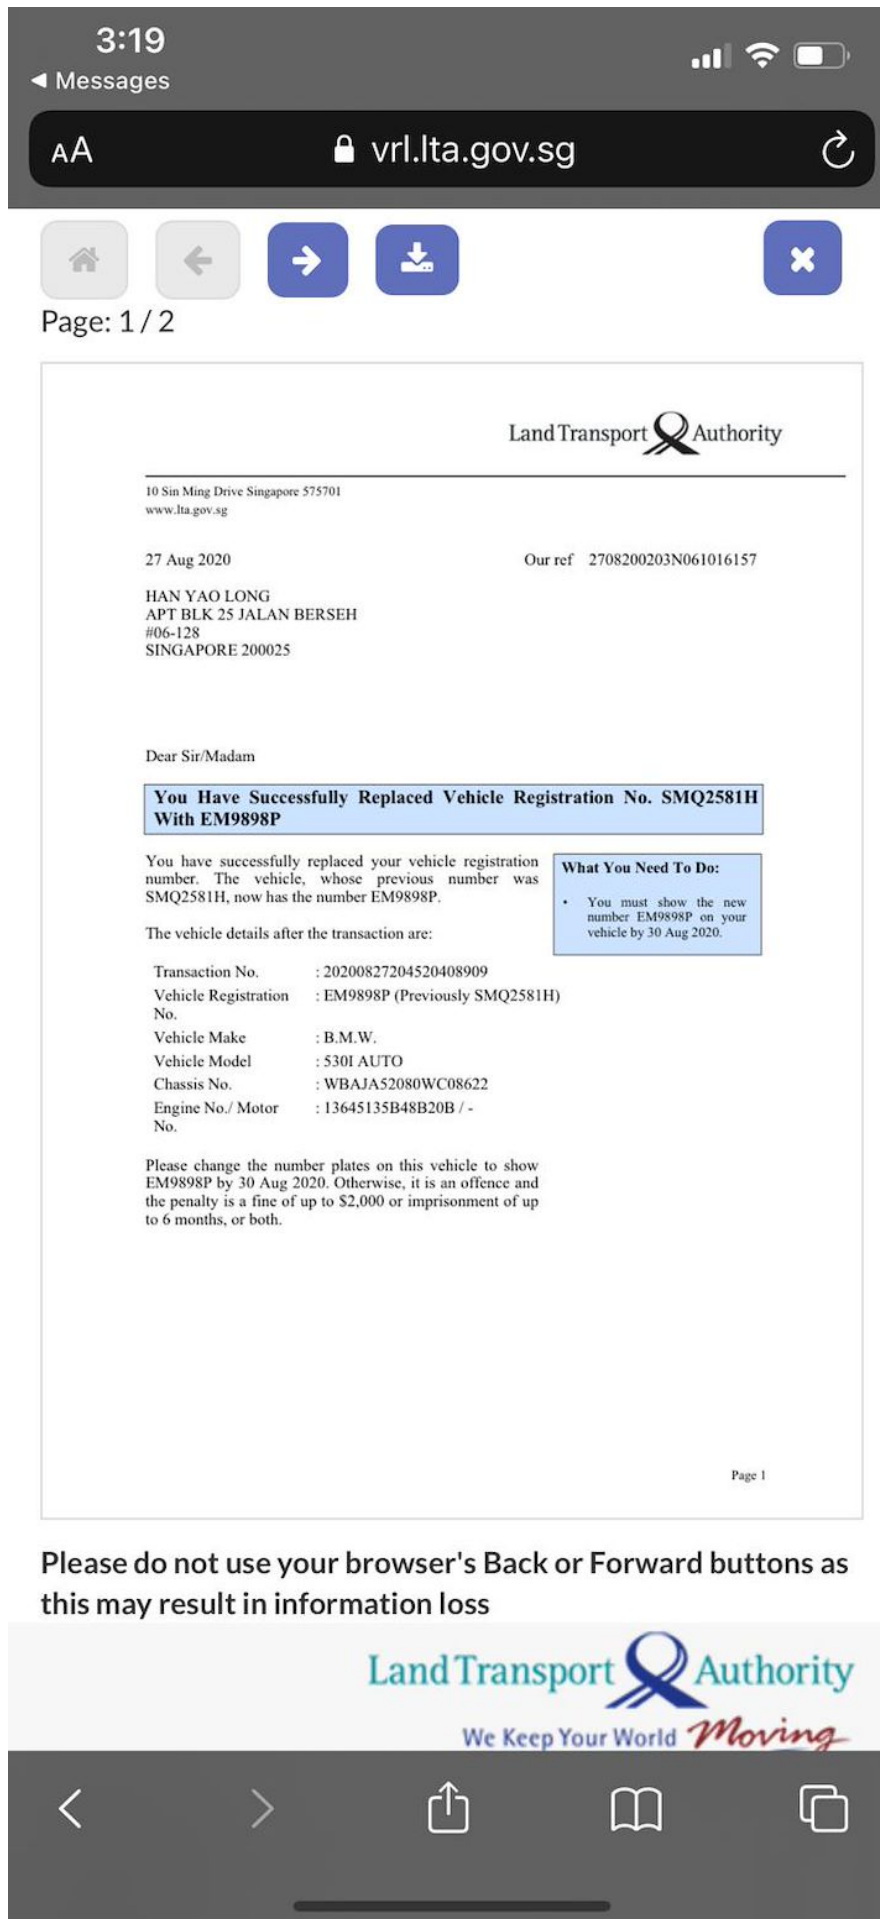 3:19
◀ Messages
AA
vrl.lta.gov.sg
Page: 1 / 2
Land Transport Authority
10 Sin Ming Drive Singapore 575701
www.lta.gov.sg
27 Aug 2020
Our ref 2708200203N061016157
HAN YAO LONG
APT BLK 25 JALAN BERSEH
#06-128
SINGAPORE 200025
Dear Sir/Madam
You Have Successfully Replaced Vehicle Registration No. SMQ2581H
With EM9898P
You have successfully replaced your vehicle registration
number. The vehicle, whose previous number was
SMQ2581H, now has the number EM9898P.
What You Need To Do:
• You must show the new
number EM9898P on your
vehicle by 30 Aug 2020.
The vehicle details after the transaction are:
Transaction No. : 20200827204520408909
Vehicle Registration : EM9898P (Previously SMQ2581H)
No.
Vehicle Make : B.M.W.
Vehicle Model : 530I AUTO
Chassis No. : WBAJA52080WC08622
Engine No./ Motor : 13645135B48B20B / -
No.
Please change the number plates on this vehicle to show
EM9898P by 30 Aug 2020. Otherwise, it is an offence and
the penalty is a fine of up to $2,000 or imprisonment of up
to 6 months, or both.
Page 1
Please do not use your browser's Back or Forward buttons as
this may result in information loss
Land Transport Authority
We Keep Your World Moving